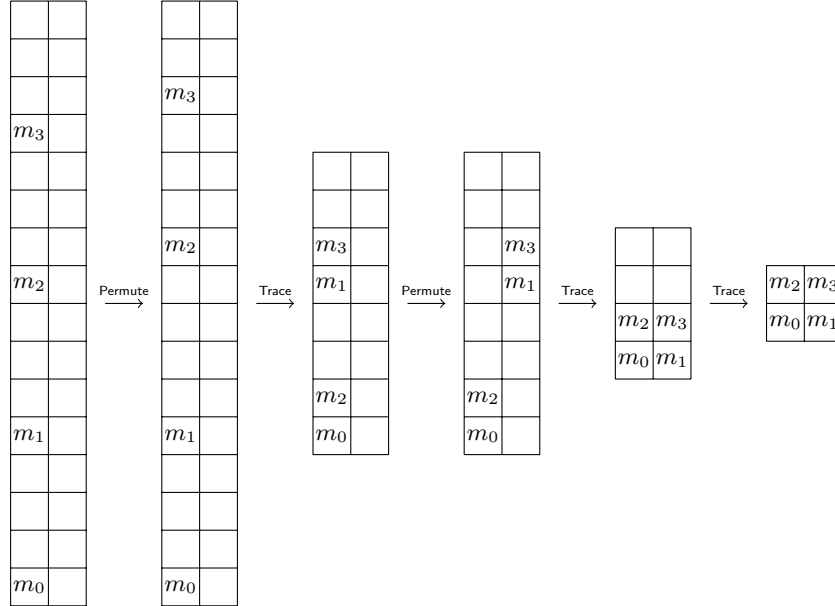 m₃
m₃
m₃ m₃
m₂ m₂
m₁ m₁ m₂ m₃
Permute Trace Permute Trace Trace
m₂ m₃ m₀ m₁
m₀ m₁
m₂ m₂
m₁ m₁ m₀ m₀
m₀ m₀